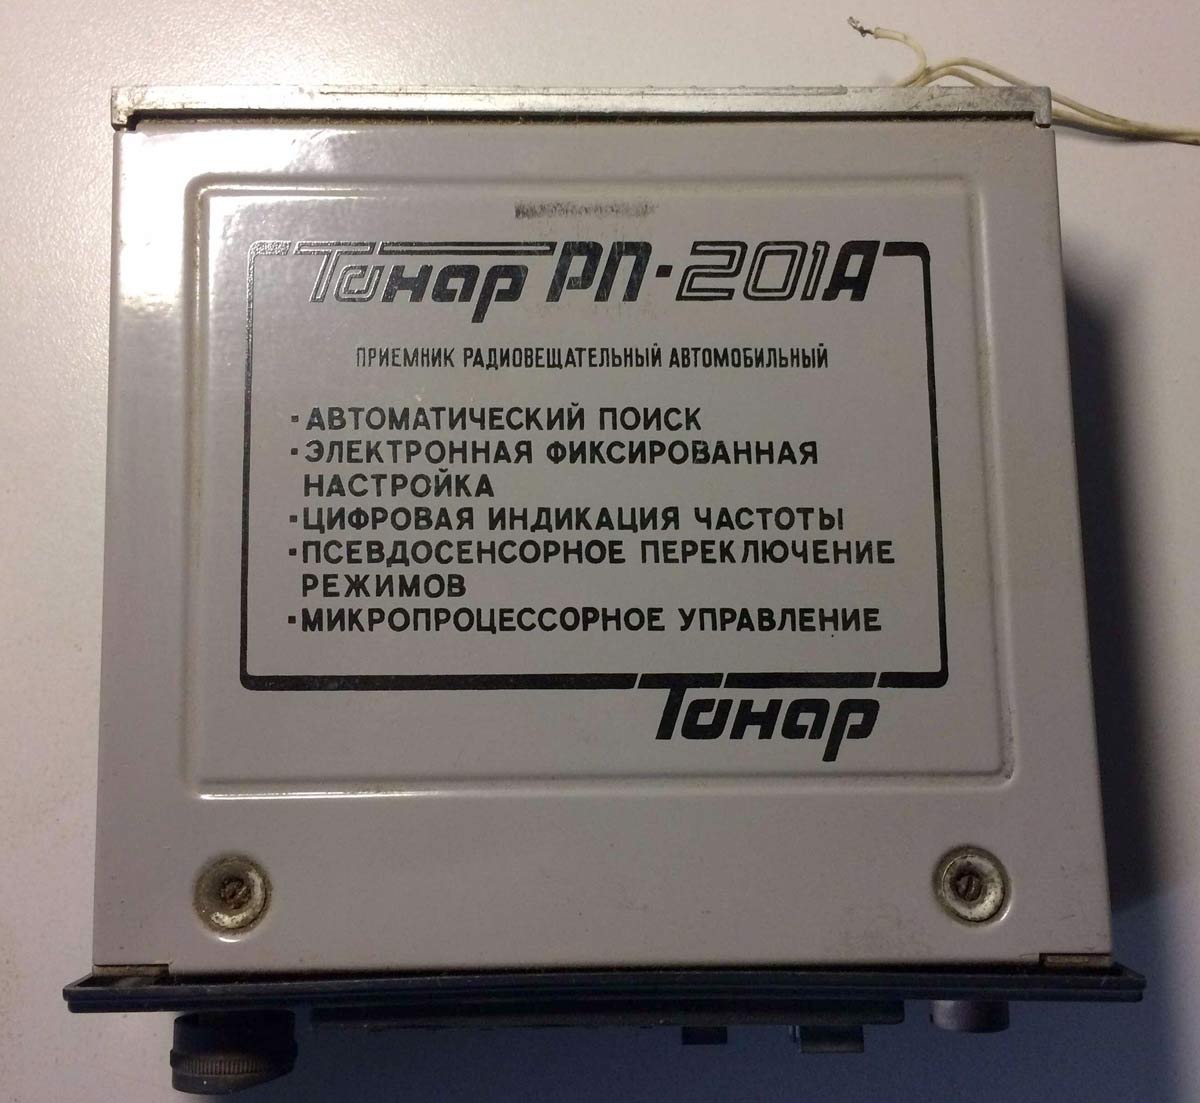 Тонар РП-201А
ПРИЕМНИК РАДИОВЕЩАТЕЛЬНЫЙ АВТОМОБИЛЬНЫЙ
▪АВТОМАТИЧЕСКИЙ ПОИСК
▪ЭЛЕКТРОННАЯ ФИКСИРОВАННАЯ
НАСТРОЙКА
▪ЦИФРОВАЯ ИНДИКАЦИЯ ЧАСТОТЫ
▪ПСЕВДОСЕНСОРНОЕ ПЕРЕКЛЮЧЕНИЕ
РЕЖИМОВ
▪МИКРОПРОЦЕССОРНОЕ УПРАВЛЕНИЕ
Тонар